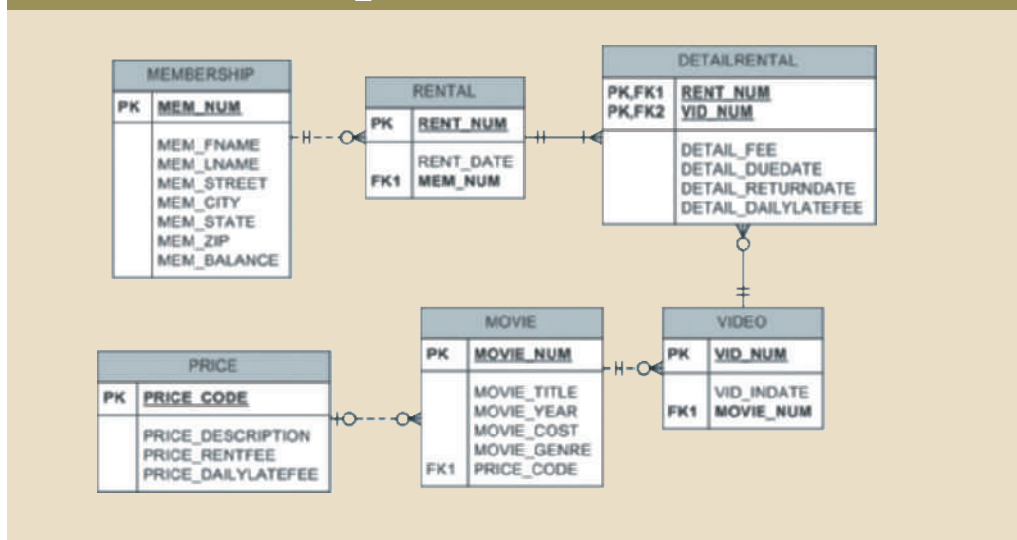 MEMBERSHIP
PK MEM_NUM
MEM_FNAME
MEM_LNAME
MEM_STREET
MEM_CITY
MEM_STATE
MEM_ZIP
MEM_BALANCE
RENTAL
PK RENT_NUM
RENT_DATE
FK1 MEM_NUM
DETAILRENTAL
PK,FK1 RENT_NUM
PK,FK2 VID_NUM
DETAIL_FEE
DETAIL_DUEDATE
DETAIL_RETURNDATE
DETAIL_DAILYLATEFEE
PRICE
PK PRICE_CODE
PRICE_DESCRIPTION
PRICE_RENTFEE
PRICE_DAILYLATEFEE
MOVIE
PK MOVIE_NUM
MOVIE_TITLE
MOVIE_YEAR
MOVIE_COST
MOVIE_GENRE
FK1 PRICE_CODE
VIDEO
PK VID_NUM
VID_INDATE
FK1 MOVIE_NUM